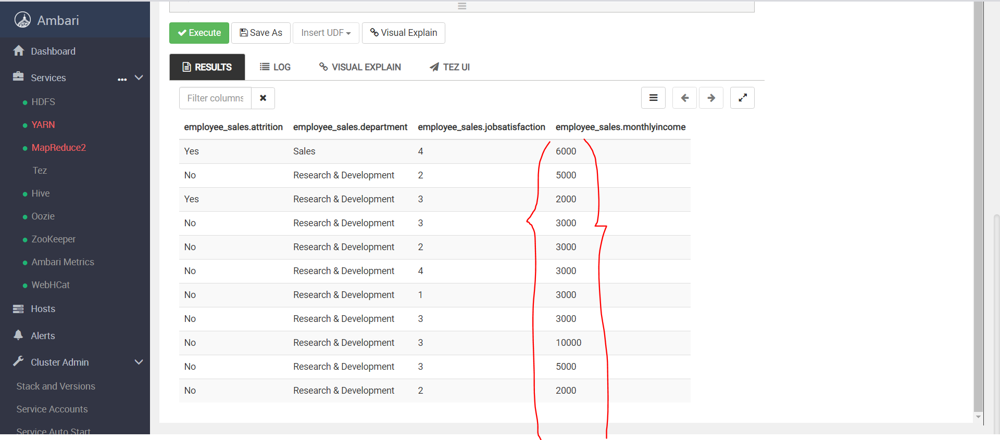 Ambari
Dashboard
Services
HDFS
YARN
MapReduce2
Tez
Hive
Oozie
ZooKeeper
Ambari Metrics
WebHCat
Hosts
Alerts
Cluster Admin
Stack and Versions
Service Accounts
Service Auto Start
Execute Save As Insert UDF Visual Explain
RESULTS LOG VISUAL EXPLAIN TEZ UI
Filter columns
employee_sales.attrition employee_sales.department employee_sales.jobsatisfaction employee_sales.monthlyincome
Yes Sales 4 6000
No Research & Development 2 5000
Yes Research & Development 3 2000
No Research & Development 3 3000
No Research & Development 2 3000
No Research & Development 4 3000
No Research & Development 1 3000
No Research & Development 3 3000
No Research & Development 3 10000
No Research & Development 3 5000
No Research & Development 2 2000